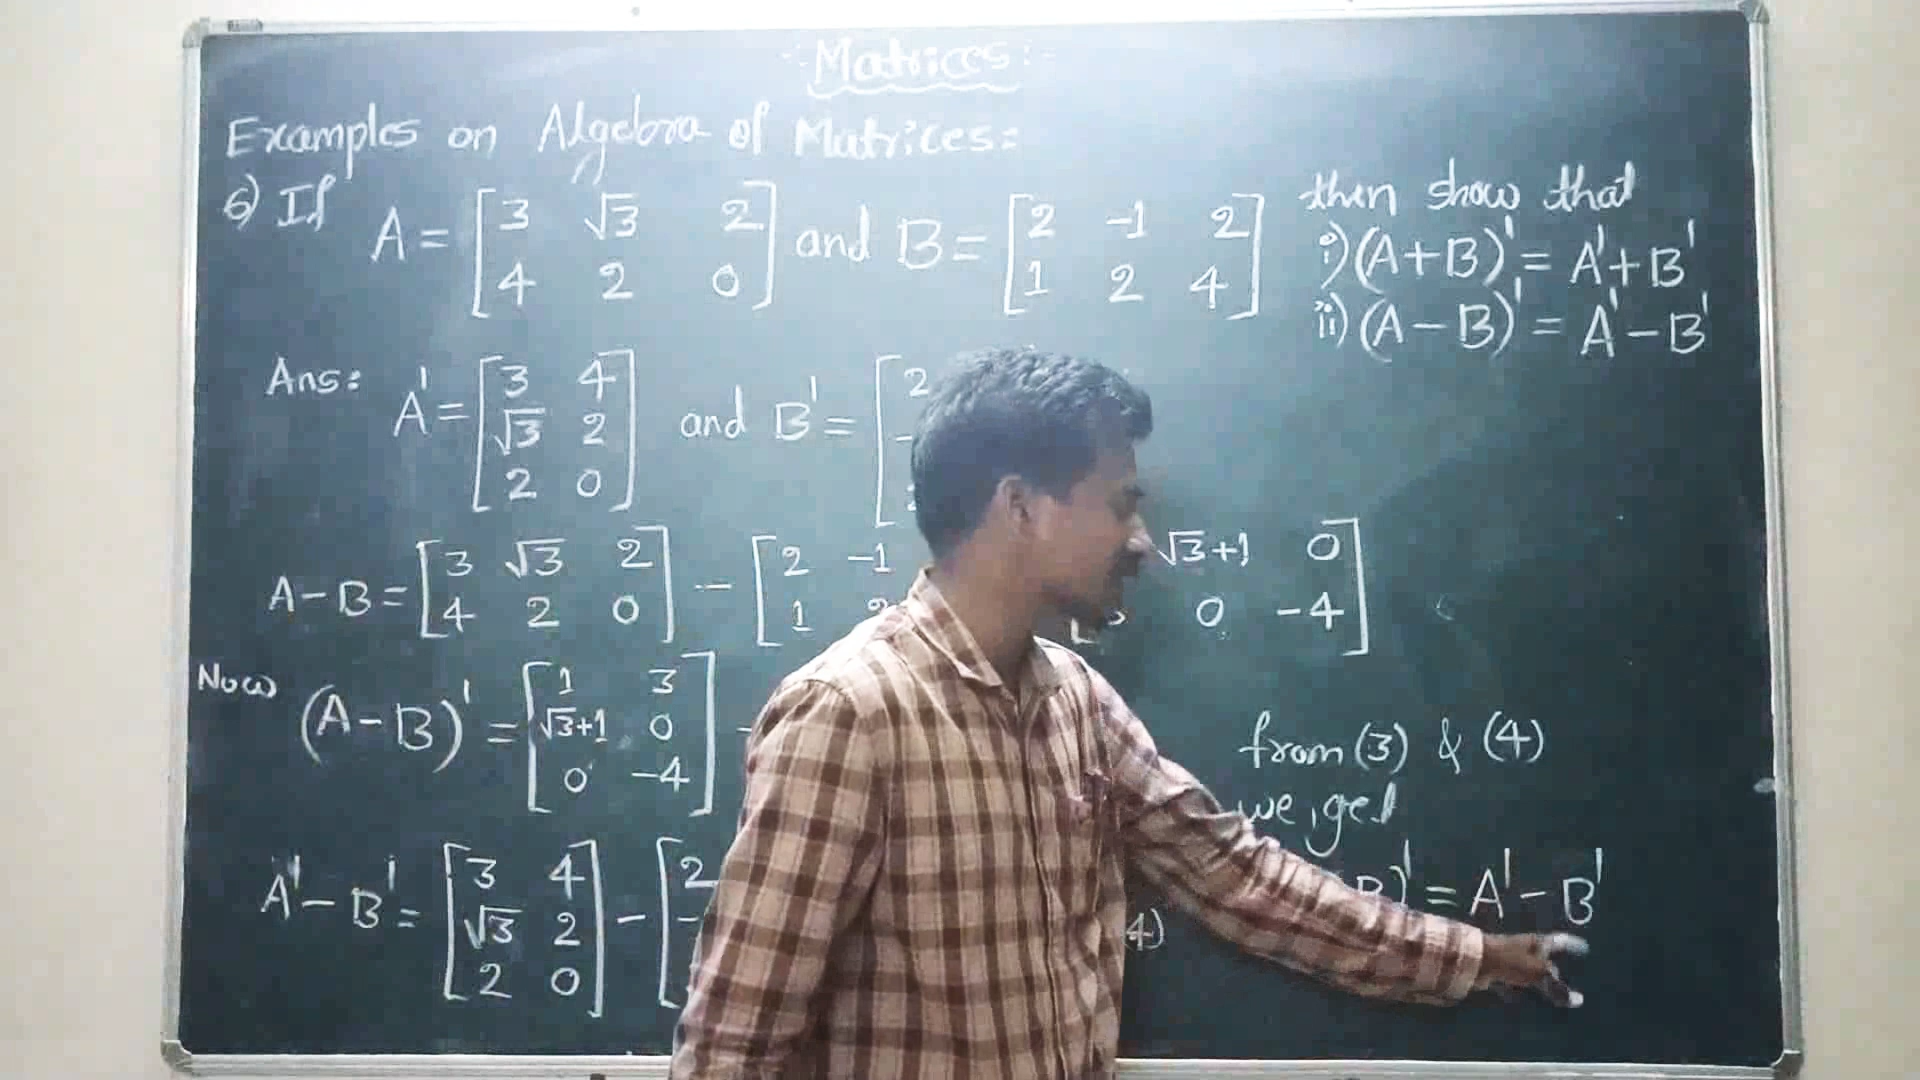 Matrices:-
Examples on Algebra of Matrices:
6) If A = [3 √3 2 and B = [2 -1 2 then show that
4 2 0] 1 2 4] i) (A+B)' = A'+B'
ii) (A-B)' = A'-B'
Ans: A' = [3 4 and B' = [2
√3 2
2 0]
A-B = [3 √3 2 - [2 -1 √3+1 0
4 2 0] 1 0 -4]
Now (A-B)' = [1 3
√3+1 0
0 -4]
from (3) & (4)
we get
A'-B' = [3 4 - [2 B)' = A'-B'
√3 2 4)
2 0]